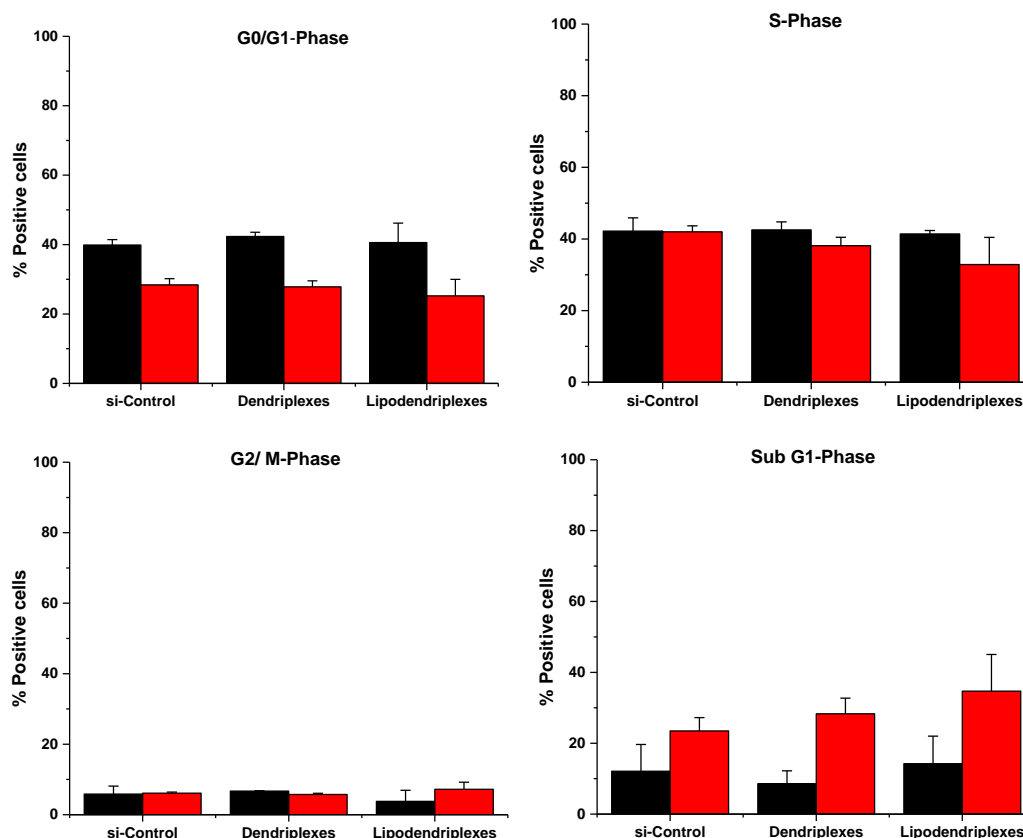 G0/G1-Phase
% Positive cells
100
80
60
40
20
0
si-Control Dendriplexes Lipodendriplexes
S-Phase
% Positive cells
100
80
60
40
20
0
si-Control Dendriplexes Lipodendriplexes
G2/ M-Phase
% Positive cells
100
80
60
40
20
0
si-Control Dendriplexes Lipodendriplexes
Sub G1-Phase
% Positive cells
100
80
60
40
20
0
si-Control Dendriplexes Lipodendriplexes